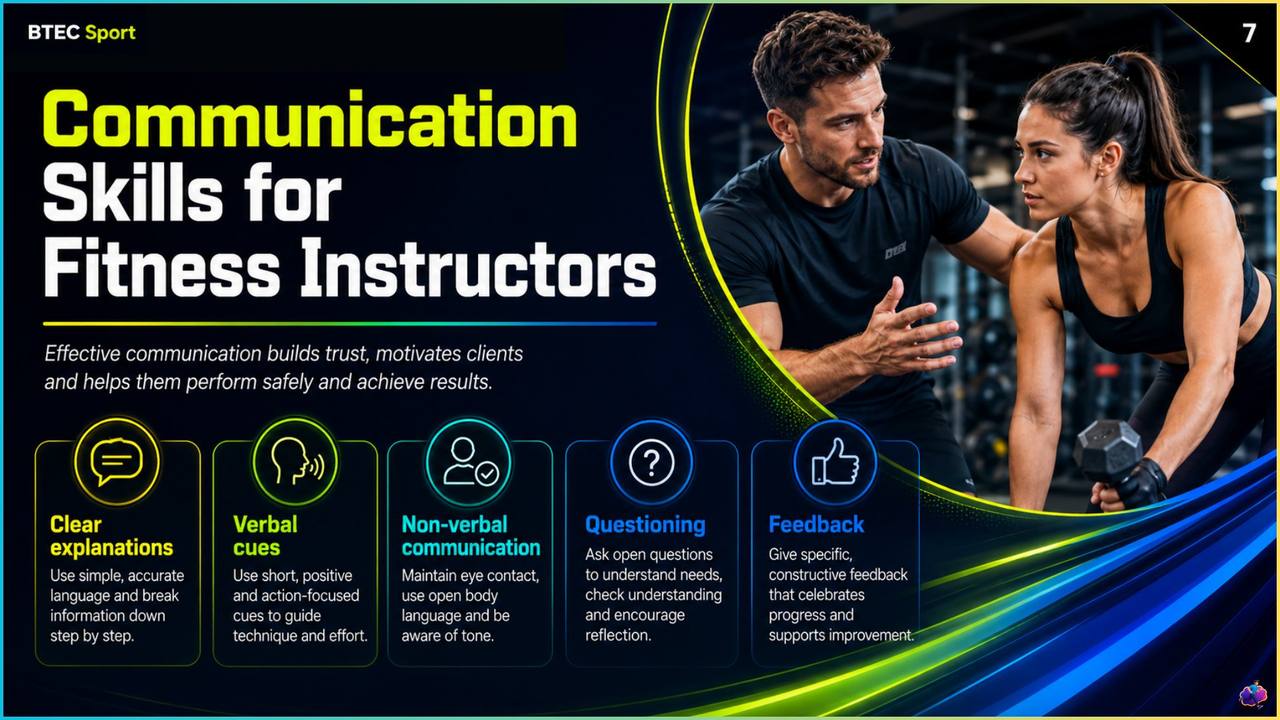 BTEC Sport
7
Communication
Skills for
Fitness Instructors
Effective communication builds trust, motivates clients
and helps them perform safely and achieve results.
Clear
explanations
Use simple, accurate
language and break
information down
step by step.
Verbal
cues
Use short, positive
and action-focused
cues to guide
technique and effort.
Non-verbal
communication
Maintain eye contact,
use open body
language and be
aware of tone.
Questioning
Ask open questions
to understand needs,
check understanding
and encourage
reflection.
Feedback
Give specific,
constructive feedback
that celebrates
progress and
supports improvement.